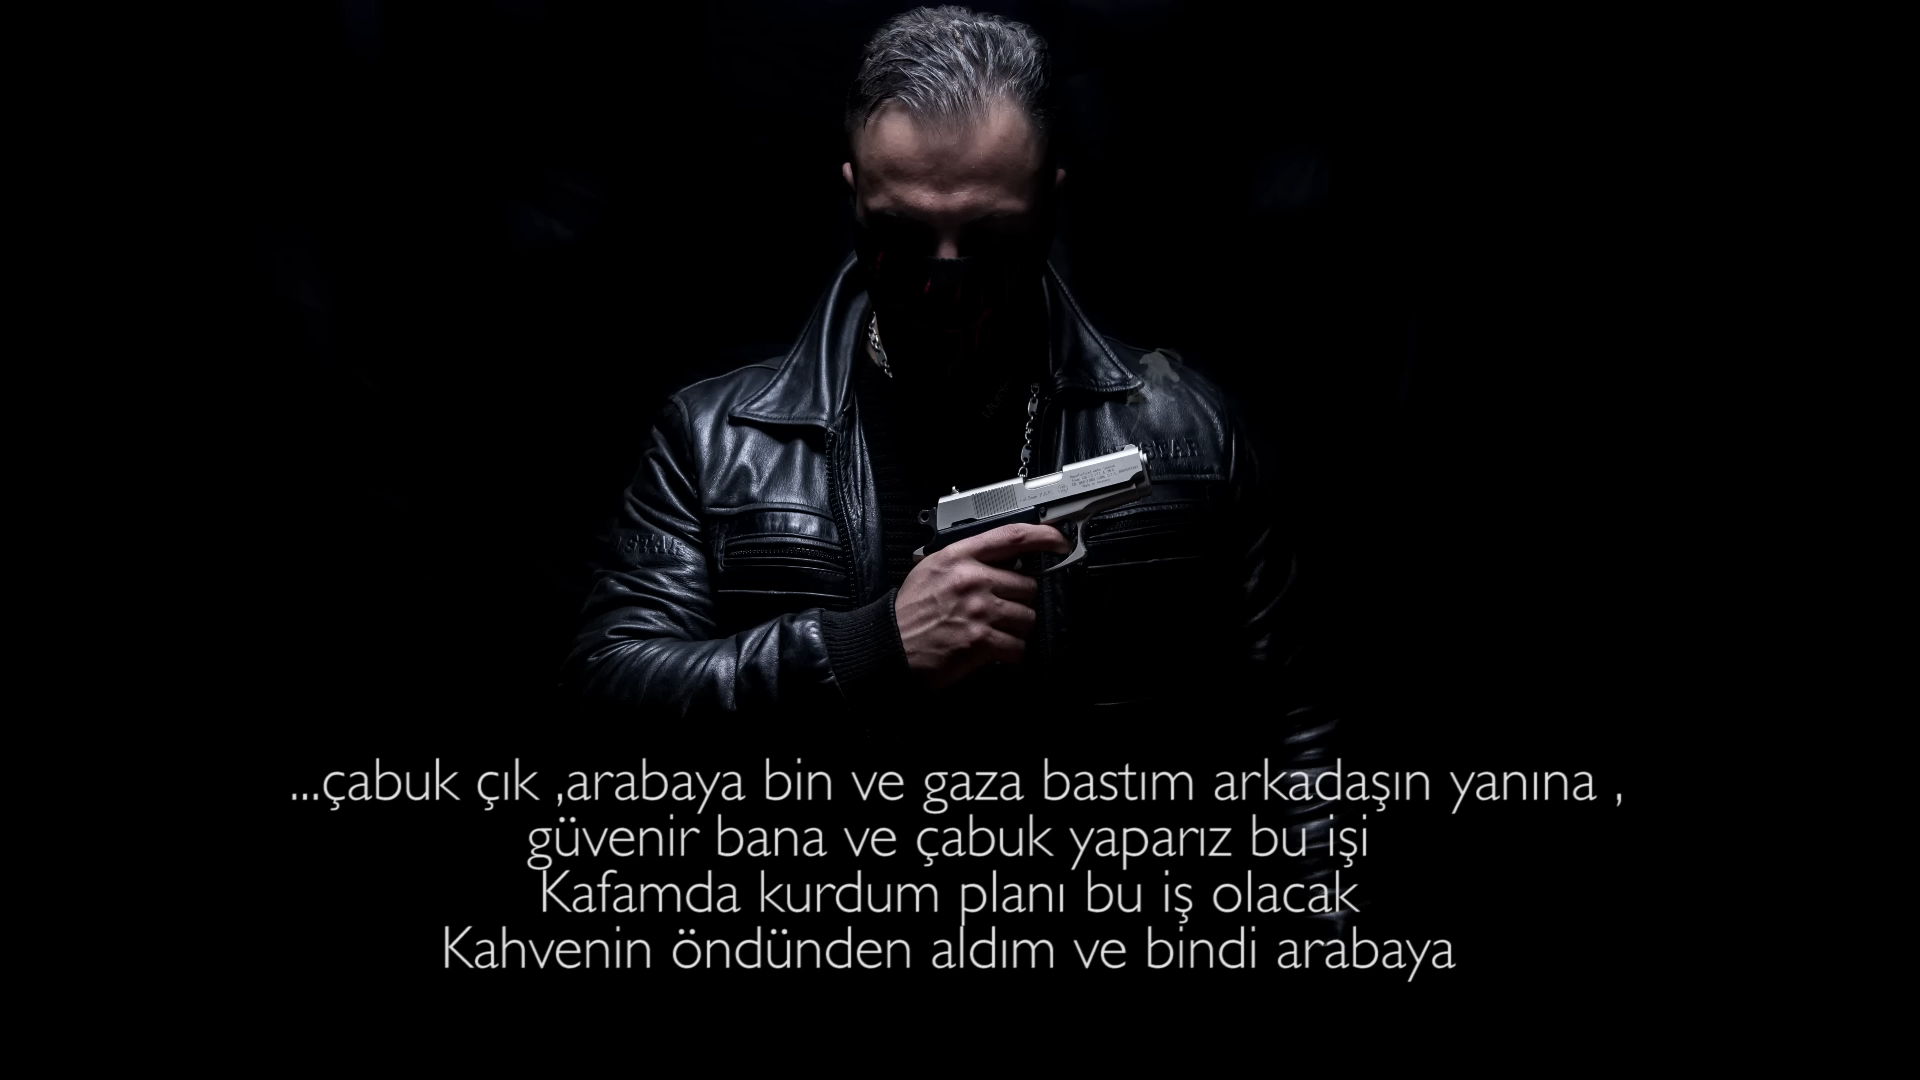 ...çabuk çık ,arabaya bin ve gaza bastım arkadaşın yanına ,
güvenir bana ve çabuk yaparız bu işi
Kafamda kurdum planı bu iş olacak
Kahvenin öndünden aldım ve bindi arabaya